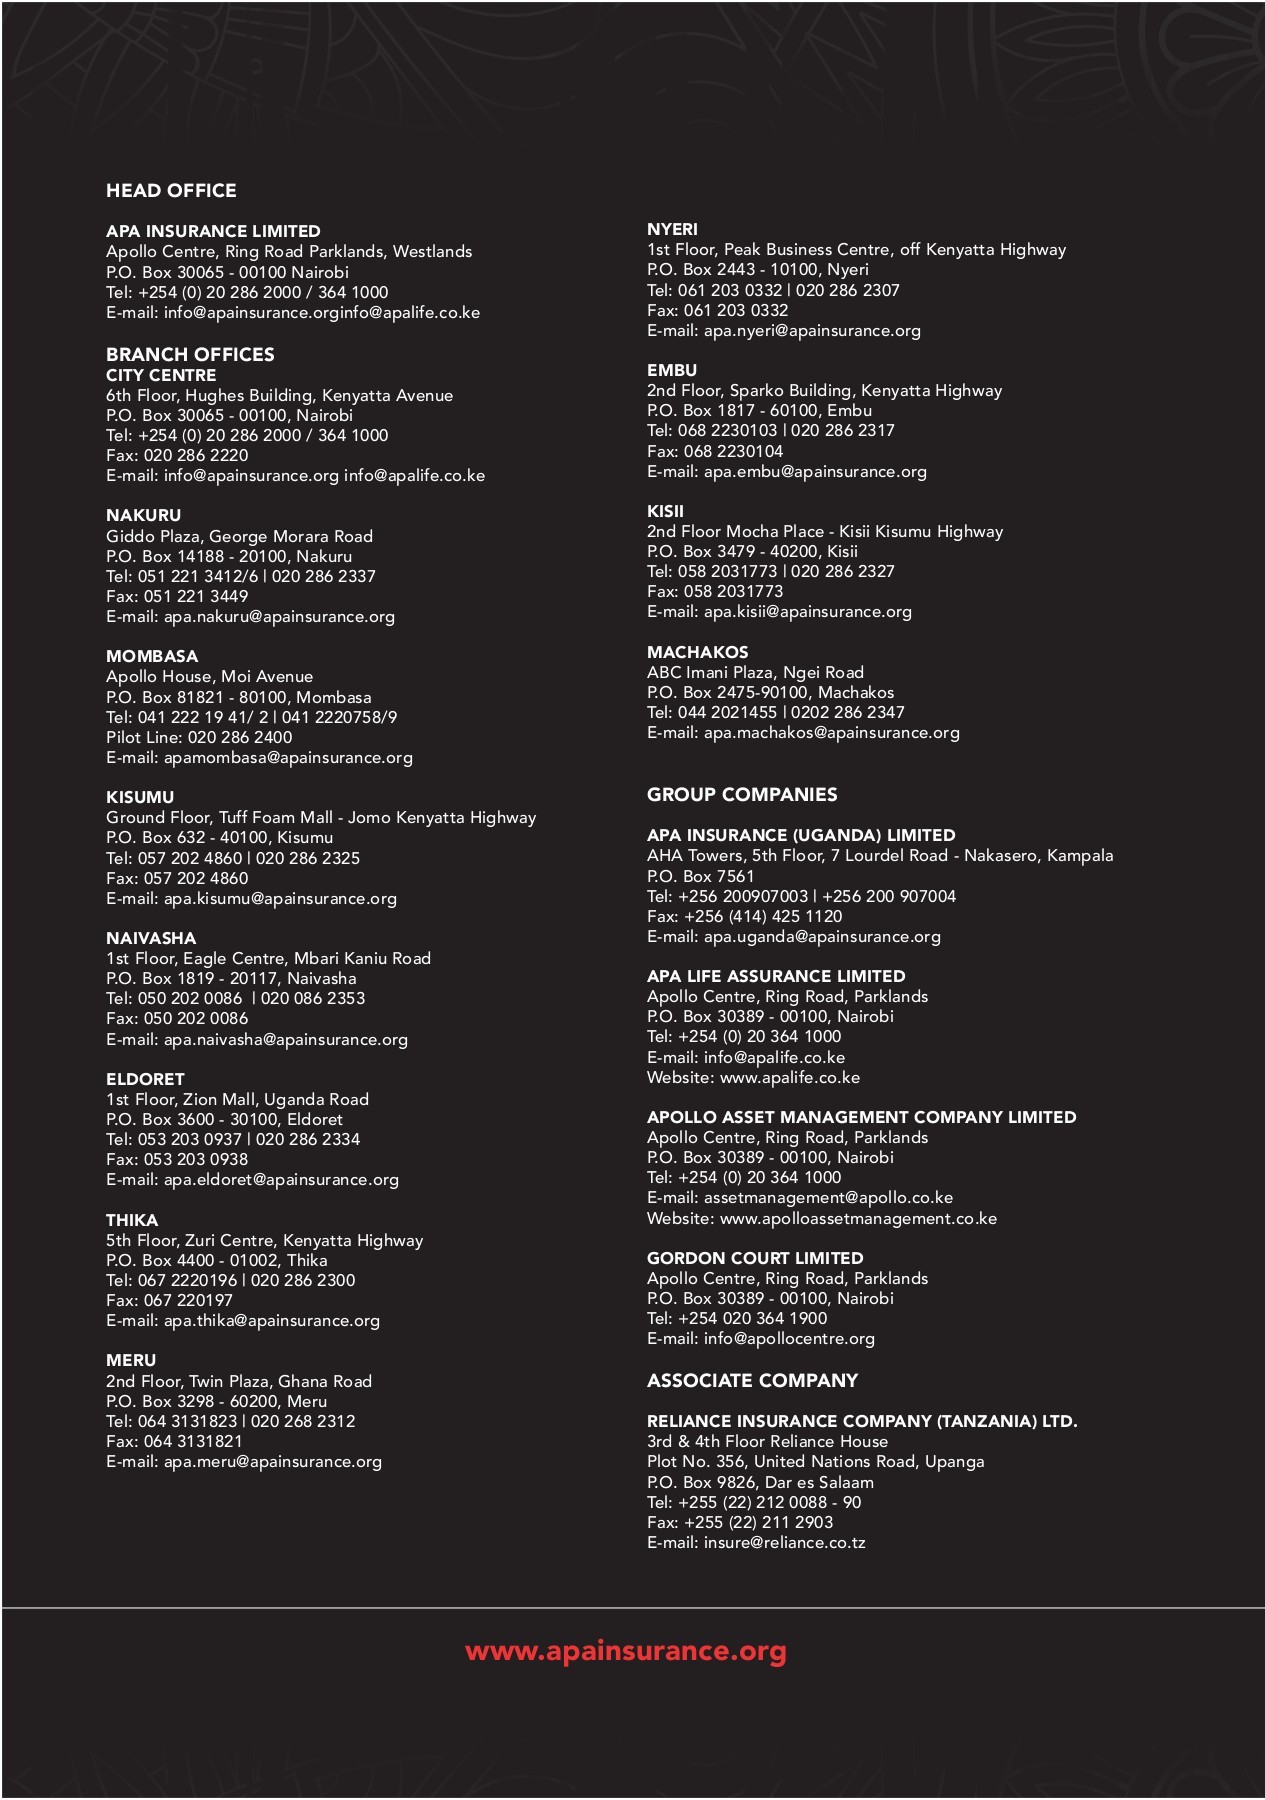 HEAD OFFICE
APA INSURANCE LIMITED
Apollo Centre, Ring Road Parklands, Westlands
P.O. Box 30065 - 00100 Nairobi
Tel: +254 (0) 20 286 2000 / 364 1000
E-mail: info@apainsurance.orginfo@apalife.co.ke
BRANCH OFFICES
CITY CENTRE
6th Floor, Hughes Building, Kenyatta Avenue
P.O. Box 30065 - 00100, Nairobi
Tel: +254 (0) 20 286 2000 / 364 1000
Fax: 020 286 2220
E-mail: info@apainsurance.org info@apalife.co.ke
NAKURU
Giddo Plaza, George Morara Road
P.O. Box 14188 - 20100, Nakuru
Tel: 051 221 3412/6 | 020 286 2337
Fax: 051 221 3449
E-mail: apa.nakuru@apainsurance.org
MOMBASA
Apollo House, Moi Avenue
P.O. Box 81821 - 80100, Mombasa
Tel: 041 222 19 41/ 2 | 041 2220758/9
Pilot Line: 020 286 2400
E-mail: apamombasa@apainsurance.org
KISUMU
Ground Floor, Tuff Foam Mall - Jomo Kenyatta Highway
P.O. Box 632 - 40100, Kisumu
Tel: 057 202 4860 | 020 286 2325
Fax: 057 202 4860
E-mail: apa.kisumu@apainsurance.org
NAIVASHA
1st Floor, Eagle Centre, Mbari Kaniu Road
P.O. Box 1819 - 20117, Naivasha
Tel: 050 202 0086 | 020 086 2353
Fax: 050 202 0086
E-mail: apa.naivasha@apainsurance.org
ELDORET
1st Floor, Zion Mall, Uganda Road
P.O. Box 3600 - 30100, Eldoret
Tel: 053 203 0937 | 020 286 2334
Fax: 053 203 0938
E-mail: apa.eldoret@apainsurance.org
THIKA
5th Floor, Zuri Centre, Kenyatta Highway
P.O. Box 4400 - 01002, Thika
Tel: 067 2220196 | 020 286 2300
Fax: 067 220197
E-mail: apa.thika@apainsurance.org
MERU
2nd Floor, Twin Plaza, Ghana Road
P.O. Box 3298 - 60200, Meru
Tel: 064 3131823 | 020 268 2312
Fax: 064 3131821
E-mail: apa.meru@apainsurance.org
NYERI
1st Floor, Peak Business Centre, off Kenyatta Highway
P.O. Box 2443 - 10100, Nyeri
Tel: 061 203 0332 | 020 286 2307
Fax: 061 203 0332
E-mail: apa.nyeri@apainsurance.org
EMBU
2nd Floor, Sparko Building, Kenyatta Highway
P.O. Box 1817 - 60100, Embu
Tel: 068 2230103 | 020 286 2317
Fax: 068 2230104
E-mail: apa.embu@apainsurance.org
KISII
2nd Floor Mocha Place - Kisii Kisumu Highway
P.O. Box 3479 - 40200, Kisii
Tel: 058 2031773 | 020 286 2327
Fax: 058 2031773
E-mail: apa.kisii@apainsurance.org
MACHAKOS
ABC Imani Plaza, Ngei Road
P.O. Box 2475-90100, Machakos
Tel: 044 2021455 | 0202 286 2347
E-mail: apa.machakos@apainsurance.org
GROUP COMPANIES
APA INSURANCE (UGANDA) LIMITED
AHA Towers, 5th Floor, 7 Lourdel Road - Nakasero, Kampala
P.O. Box 7561
Tel: +256 200907003 | +256 200 907004
Fax: +256 (414) 425 1120
E-mail: apa.uganda@apainsurance.org
APA LIFE ASSURANCE LIMITED
Apollo Centre, Ring Road, Parklands
P.O. Box 30389 - 00100, Nairobi
Tel: +254 (0) 20 364 1000
E-mail: info@apalife.co.ke
Website: www.apalife.co.ke
APOLLO ASSET MANAGEMENT COMPANY LIMITED
Apollo Centre, Ring Road, Parklands
P.O. Box 30389 - 00100, Nairobi
Tel: +254 (0) 20 364 1000
E-mail: assetmanagement@apollo.co.ke
Website: www.apolloassetmanagement.co.ke
GORDON COURT LIMITED
Apollo Centre, Ring Road, Parklands
P.O. Box 30389 - 00100, Nairobi
Tel: +254 020 364 1900
E-mail: info@apollocentre.org
ASSOCIATE COMPANY
RELIANCE INSURANCE COMPANY (TANZANIA) LTD.
3rd & 4th Floor Reliance House
Plot No. 356, United Nations Road, Upanga
P.O. Box 9826, Dar es Salaam
Tel: +255 (22) 212 0088 - 90
Fax: +255 (22) 211 2903
E-mail: insure@reliance.co.tz
www.apainsurance.org